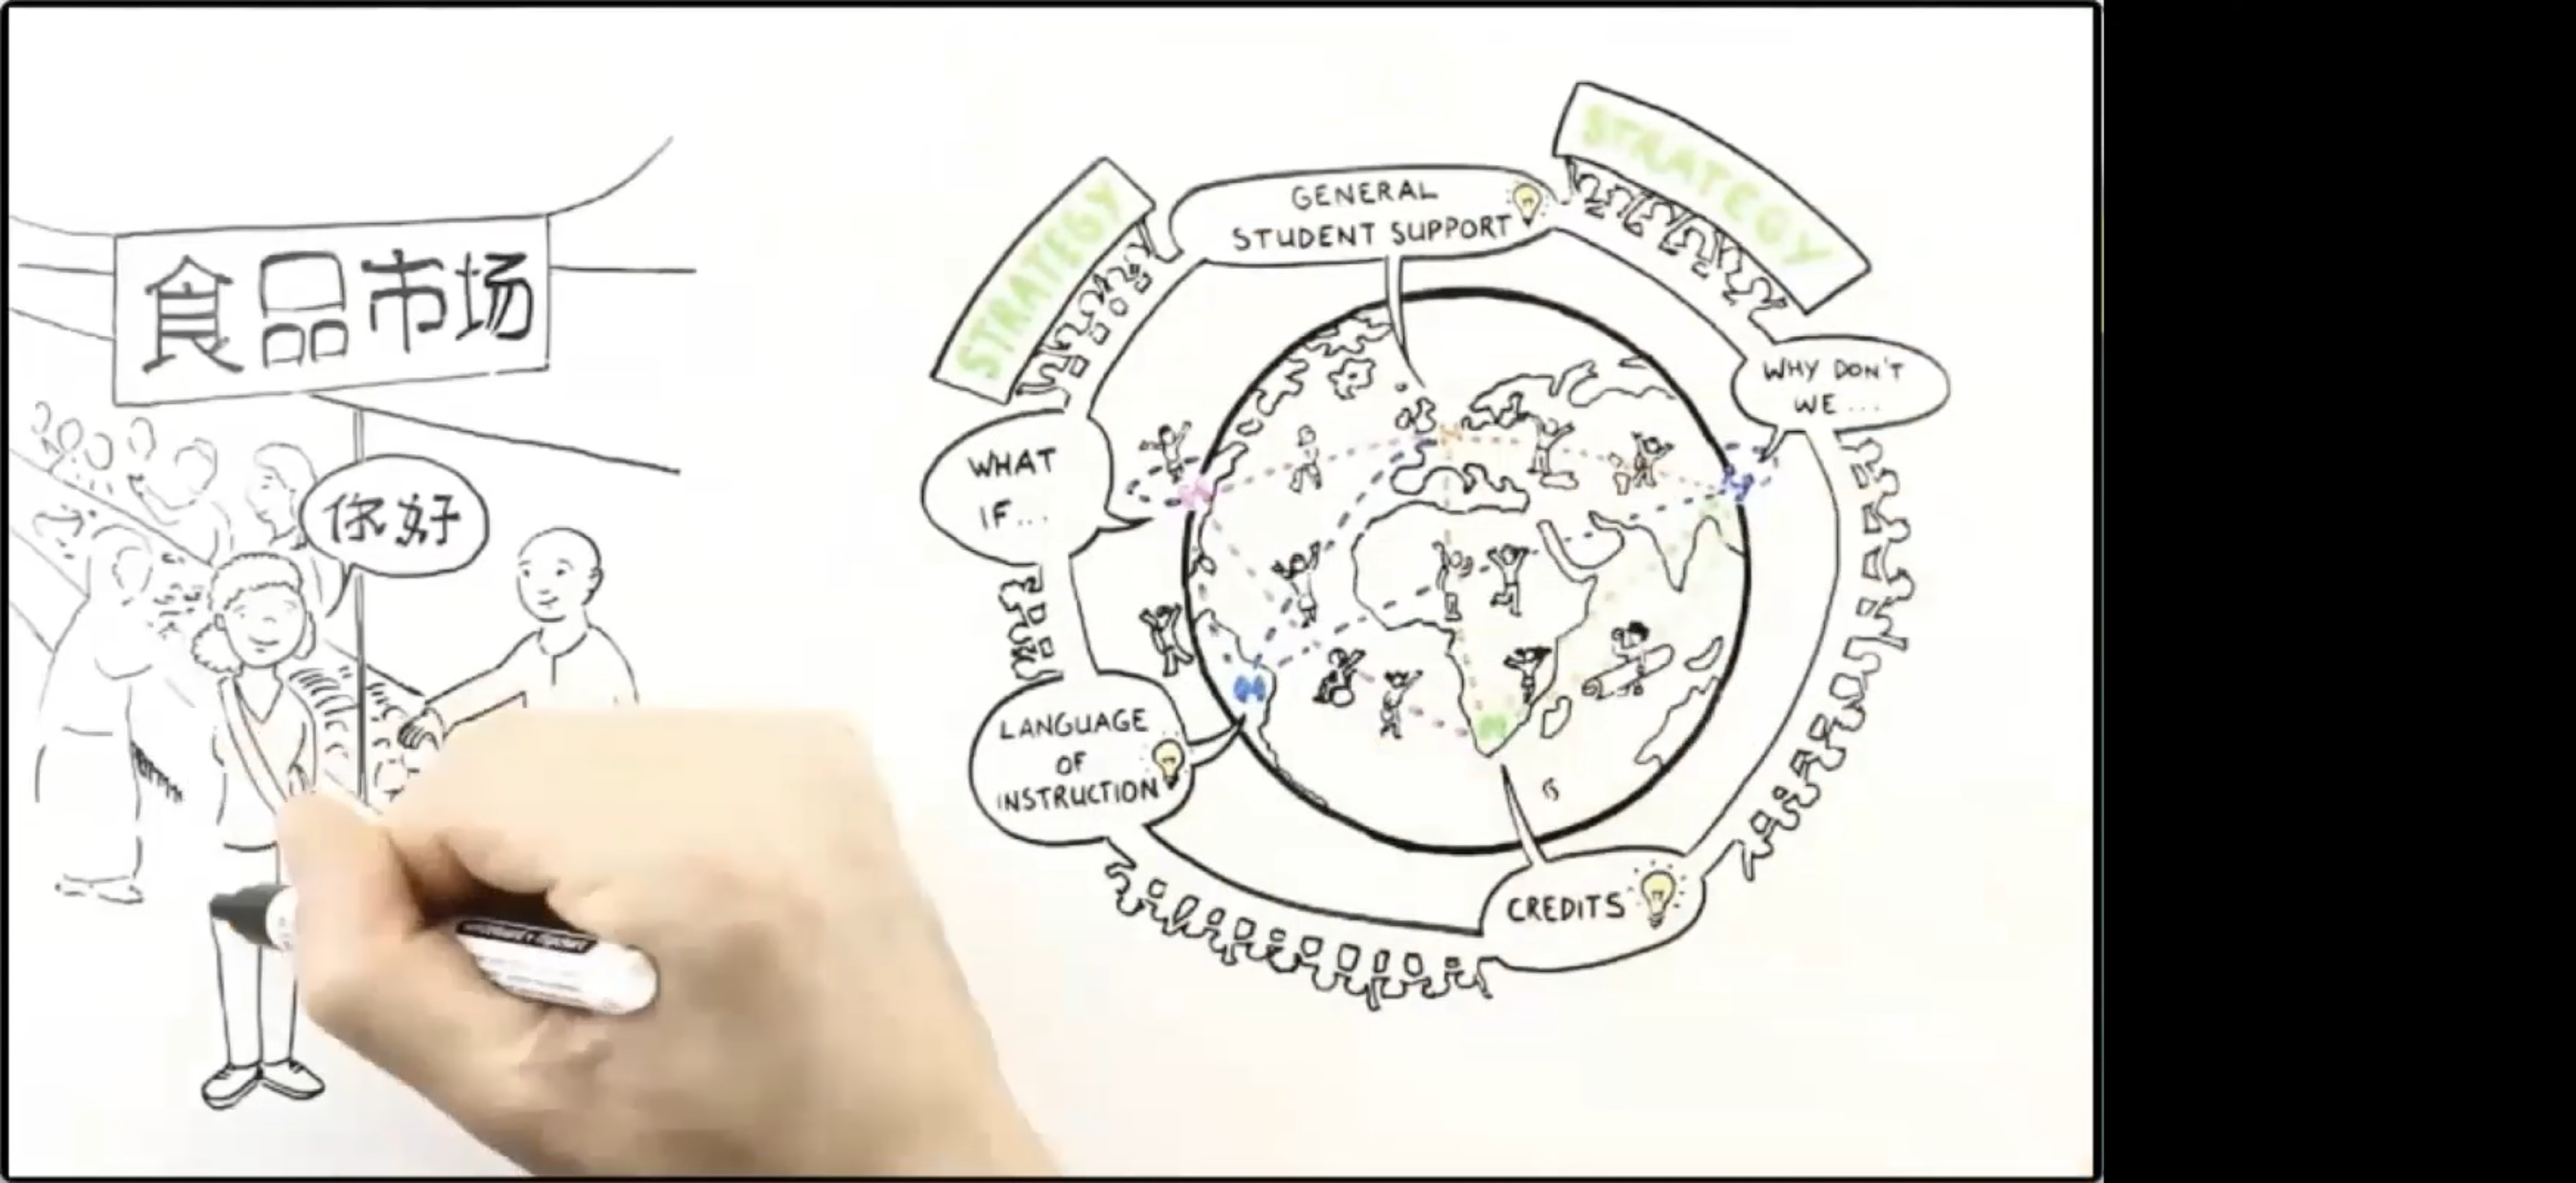 食品市场
你好
STRATEGY
GENERAL
STUDENT SUPPORT
STRATEGY
WHY DON'T
WE...
WHAT
IF...
LANGUAGE
OF
INSTRUCTION
CREDITS